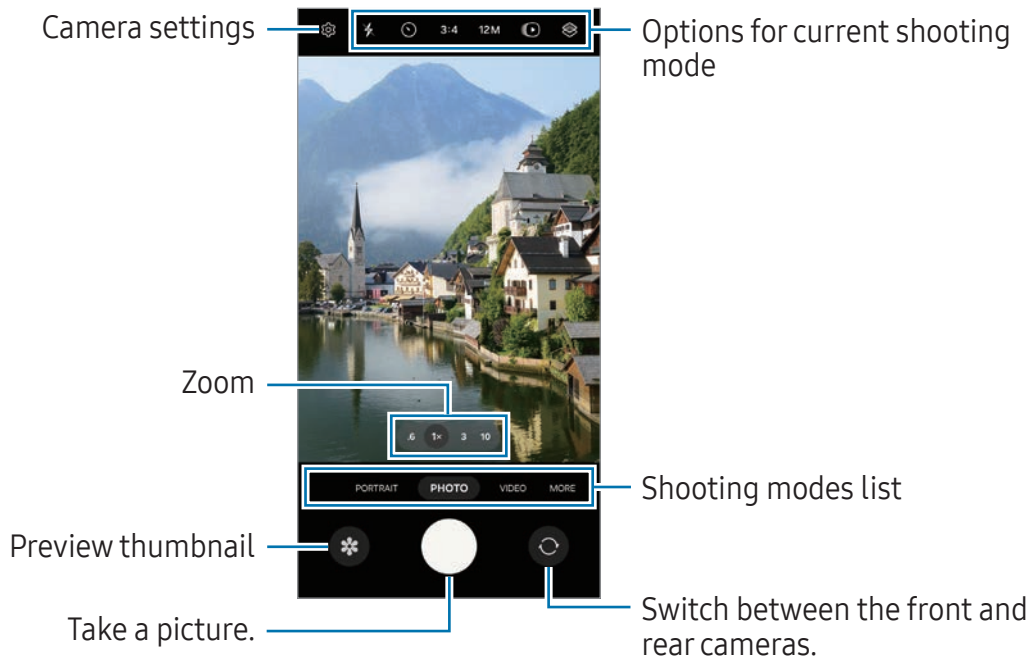 Camera settings
3:4 12M
Options for current shooting
mode
Zoom
.6 1× 3 10
PORTRAIT PHOTO VIDEO MORE
Shooting modes list
Preview thumbnail
Take a picture.
Switch between the front and
rear cameras.